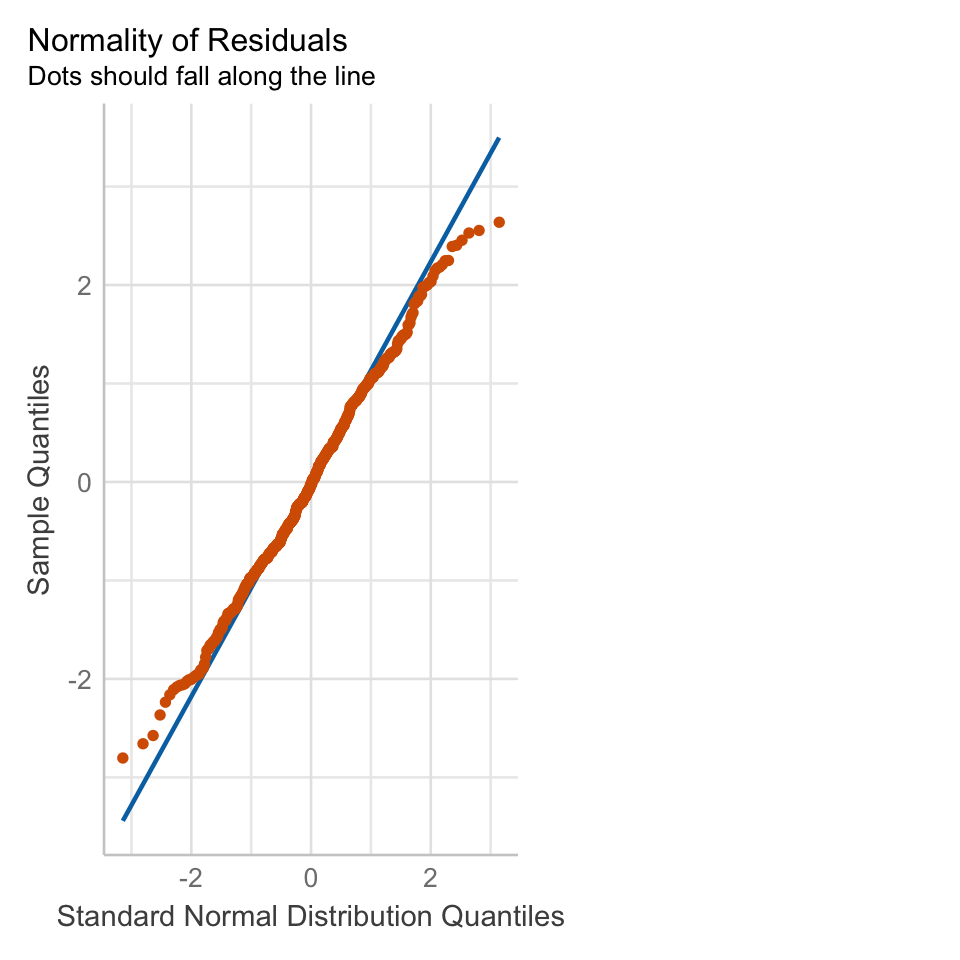 Normality of Residuals
Dots should fall along the line
Sample Quantiles
2
0
-2
-2 0 2
Standard Normal Distribution Quantiles